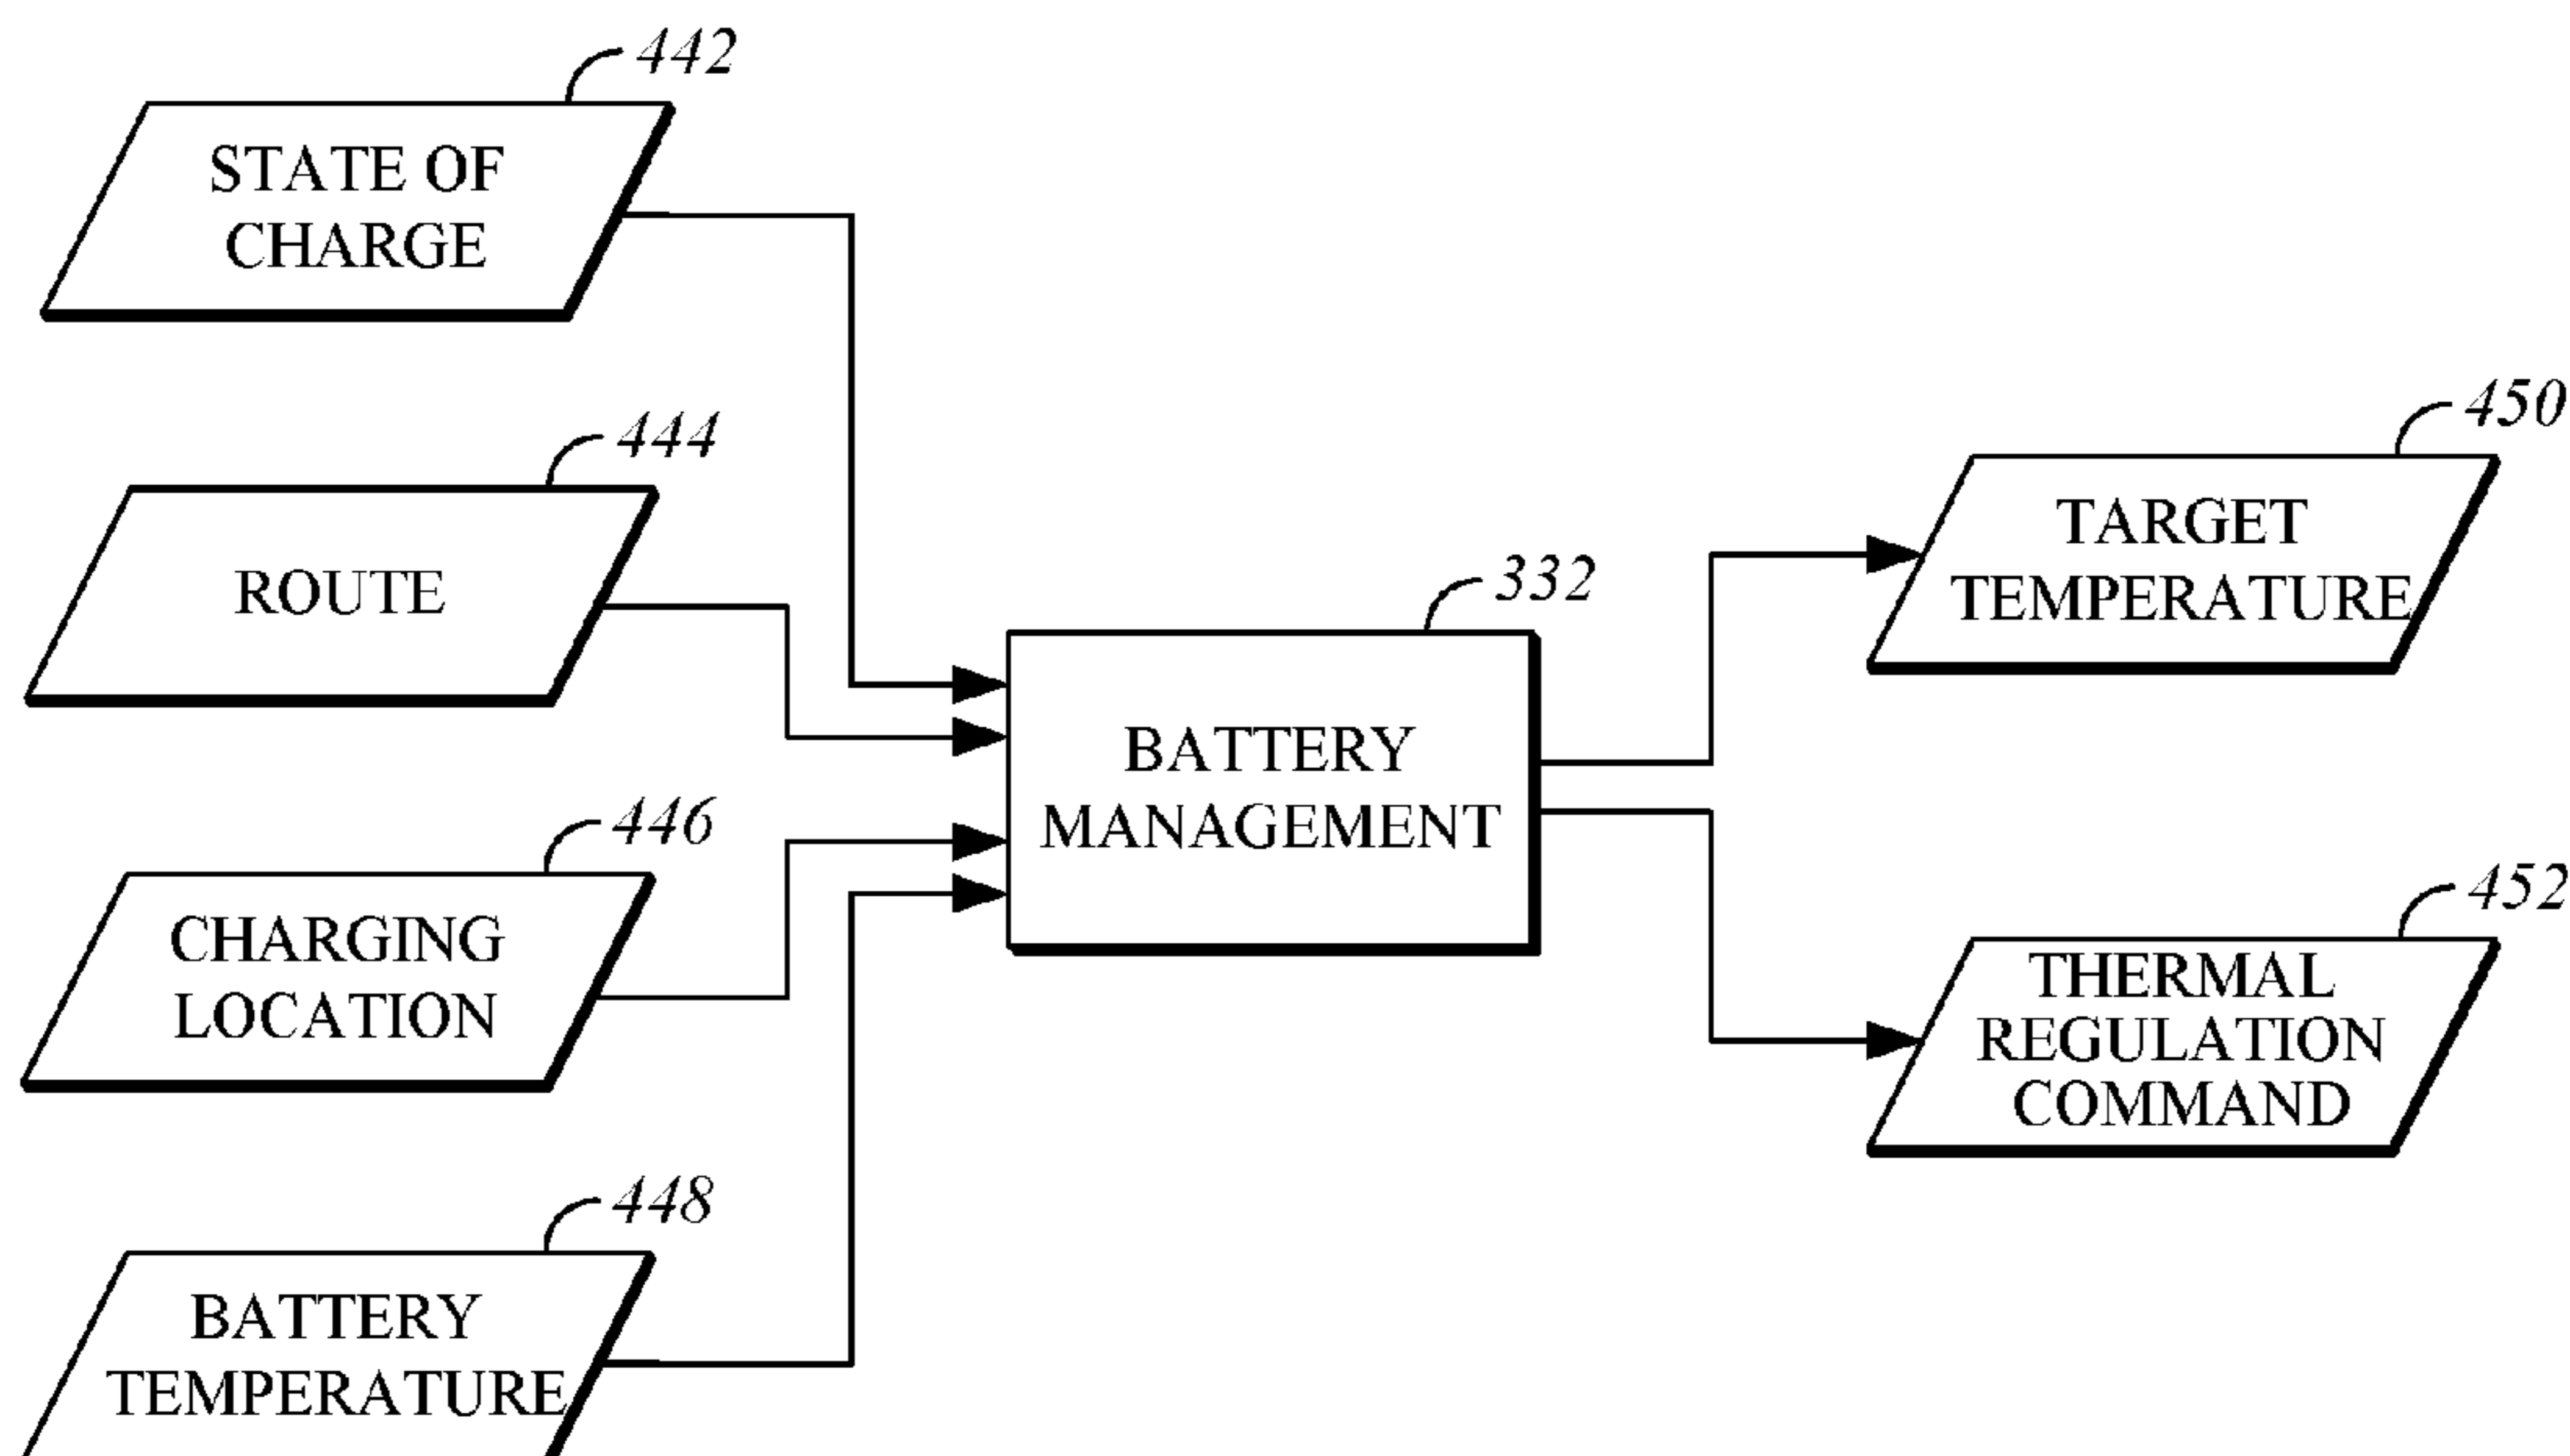 442
STATE OF
CHARGE
444
ROUTE
446
CHARGING
LOCATION
448
BATTERY
TEMPERATURE
332
BATTERY
MANAGEMENT
450
TARGET
TEMPERATURE
452
THERMAL
REGULATION
COMMAND